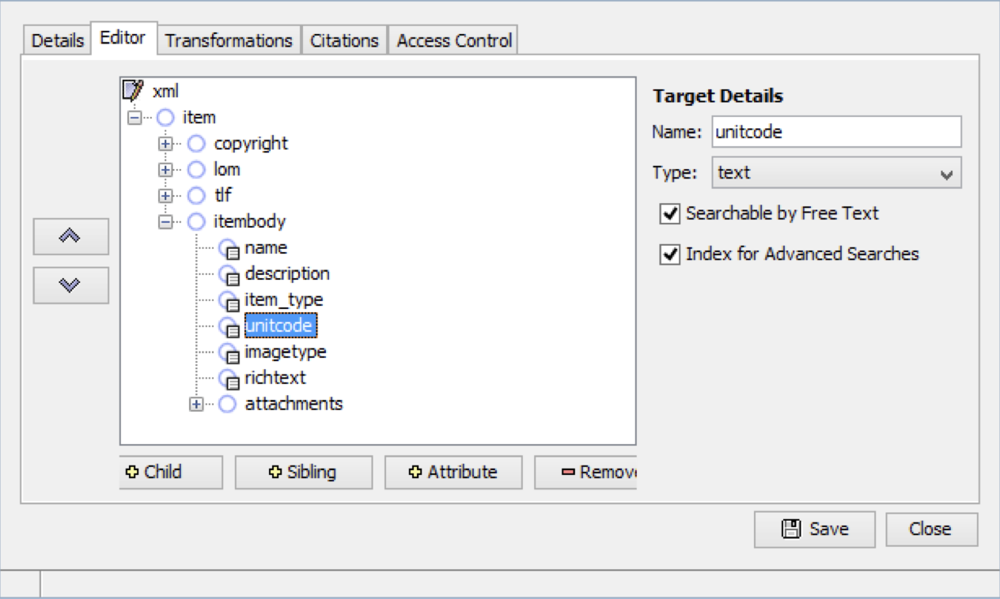 Details Editor Transformations Citations Access Control
xml
item
copyright
lom
tlf
itembody
name
description
item_type
unitcode
imagetype
richtext
attachments
Child Sibling Attribute Remov
Target Details
Name: unitcode
Type: text
Searchable by Free Text
Index for Advanced Searches
Save Close